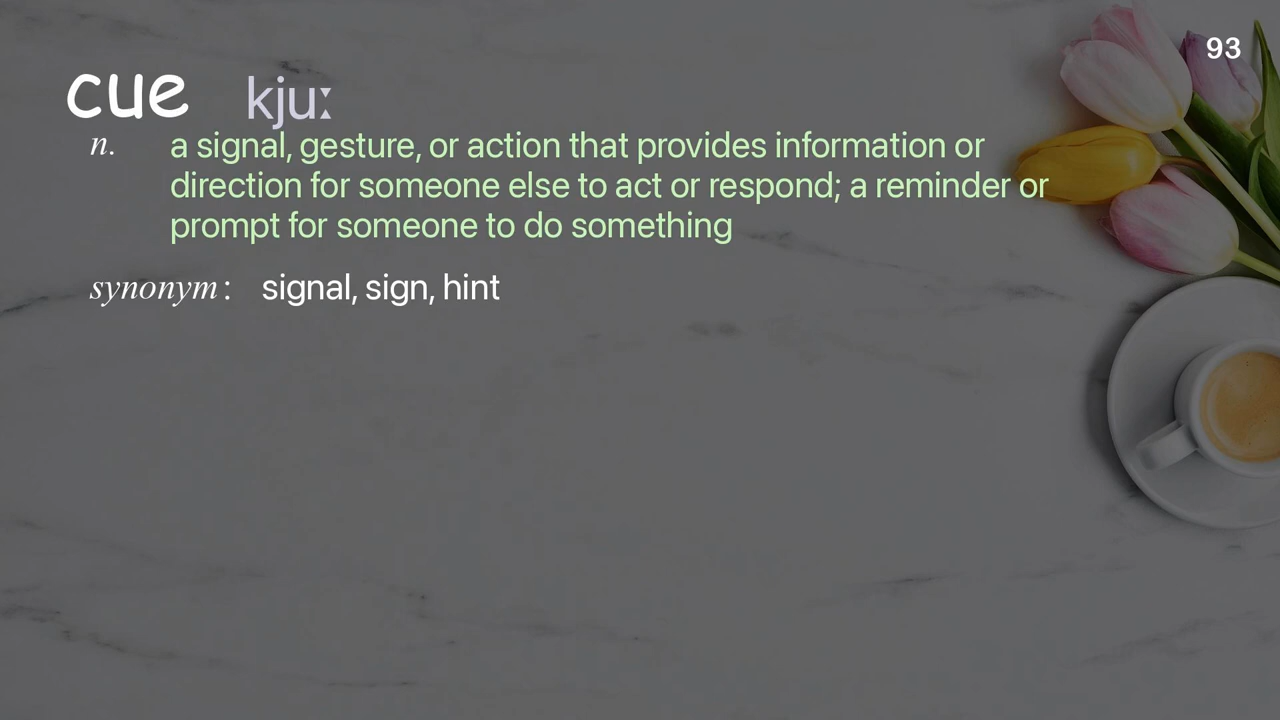 93
cue kjuː
n. a signal, gesture, or action that provides information or
direction for someone else to act or respond; a reminder or
prompt for someone to do something
synonym: signal, sign, hint